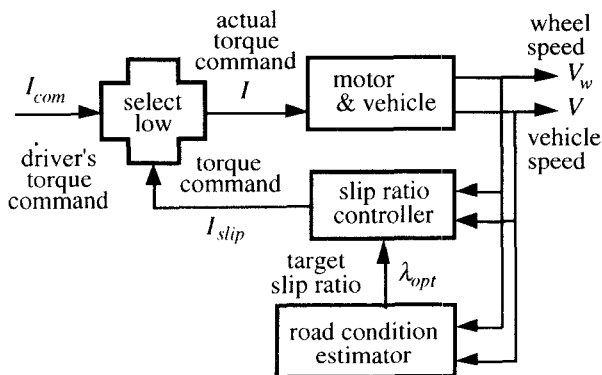 actual
torque
command
I
wheel
speed
V_w
V
vehicle
speed
I_com
select
low
motor
& vehicle
driver's
torque
command
torque
command
I_slip
slip ratio
controller
target
slip ratio
λ_opt
road condition
estimator